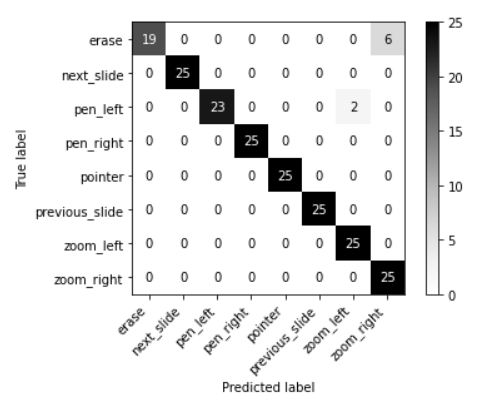 erase 19 0 0 0 0 0 0 6
next_slide 0 25 0 0 0 0 0 0
pen_left 0 0 23 0 0 0 2 0
pen_right 0 0 0 25 0 0 0 0
pointer 0 0 0 0 25 0 0 0
previous_slide 0 0 0 0 0 25 0 0
zoom_left 0 0 0 0 0 0 25 0
zoom_right 0 0 0 0 0 0 0 25
erase
next_slide
pen_left
pen_right
pointer
previous_slide
zoom_left
zoom_right
Predicted label
True label
25
20
15
10
5
0